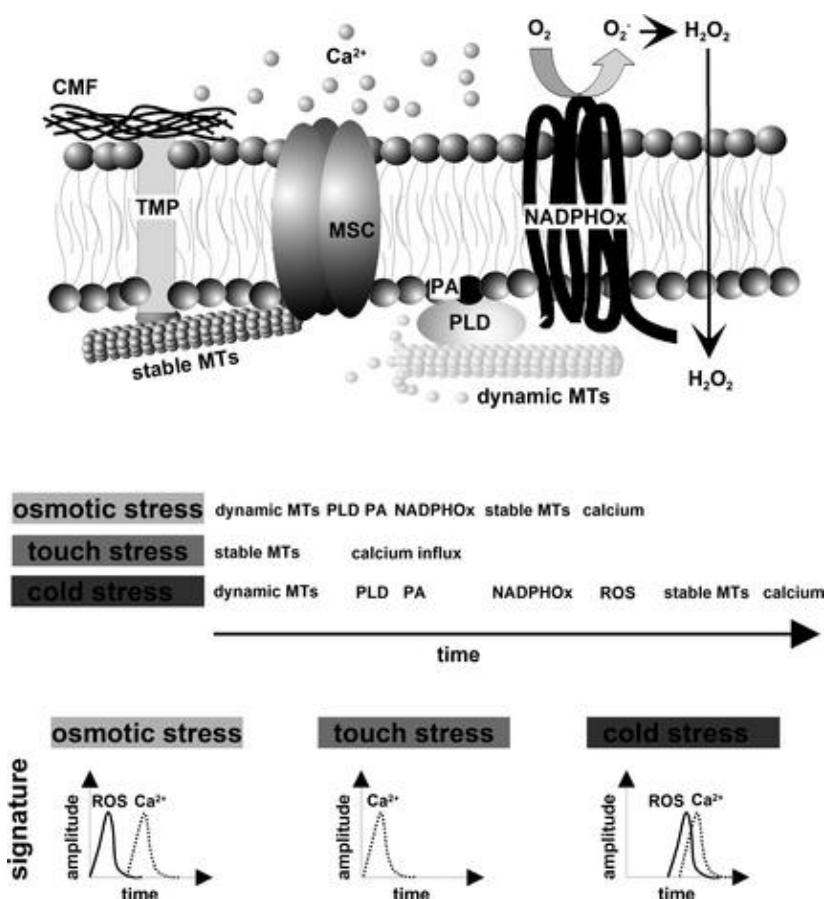 O₂ O₂⁻ H₂O₂
Ca²⁺
CMF
TMP
MSC
NADPHOx
PA
PLD
stable MTs
dynamic MTs
H₂O₂
osmotic stress dynamic MTs PLD PA NADPHOx stable MTs calcium
touch stress stable MTs calcium influx
cold stress dynamic MTs PLD PA NADPHOx ROS stable MTs calcium
time
signature
osmotic stress touch stress cold stress
amplitude ROS Ca²⁺ time
amplitude Ca²⁺ time
amplitude ROS Ca²⁺ time